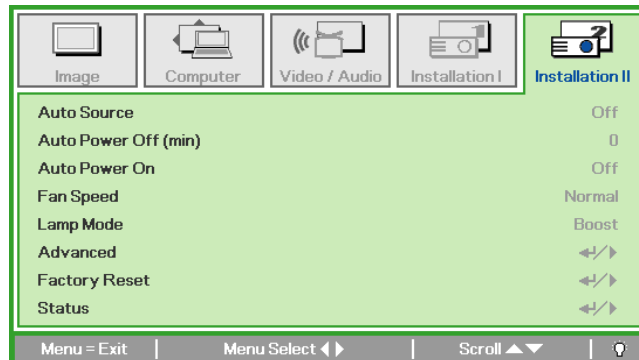 Image Computer Video / Audio Installation I Installation II
Auto Source Off
Auto Power Off (min) 0
Auto Power On Off
Fan Speed Normal
Lamp Mode Boost
Advanced
Factory Reset
Status
Menu = Exit Menu Select Scroll